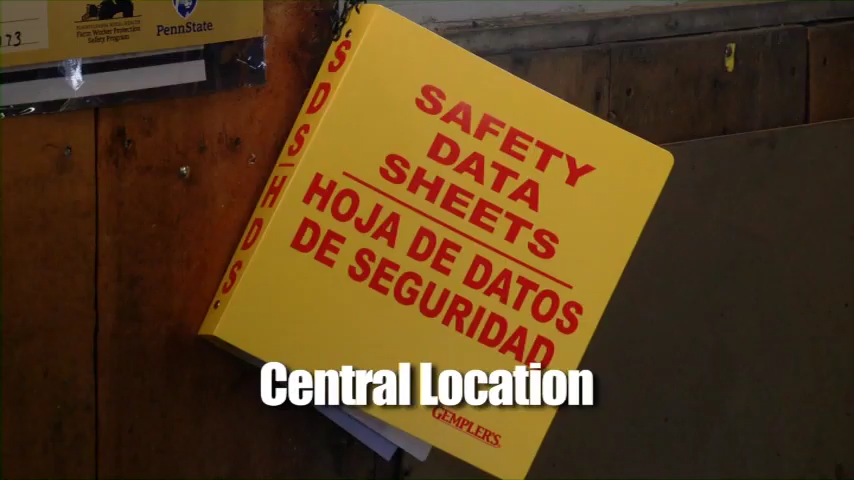 73
Farm Worker Protection
Safety Program
PennState
SDS/HDS
SAFETY
DATA
SHEETS
HOJA DE DATOS
DE SEGURIDAD
Central Location
GEMPLER'S